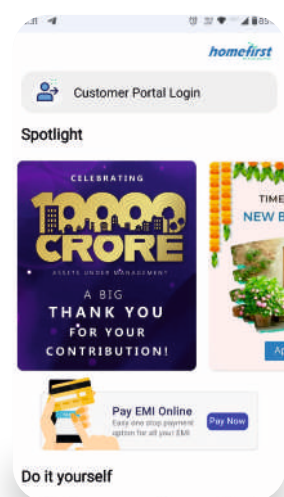 homefirst
Customer Portal Login
Spotlight
CELEBRATING
10000
CRORE
ASSETS UNDER MANAGEMENT
A BIG
THANK YOU
FOR YOUR
CONTRIBUTION!
TIME
NEW B
Ap
Pay EMI Online
Easy one stop payment
option for all your EMI
Pay Now
Do it yourself